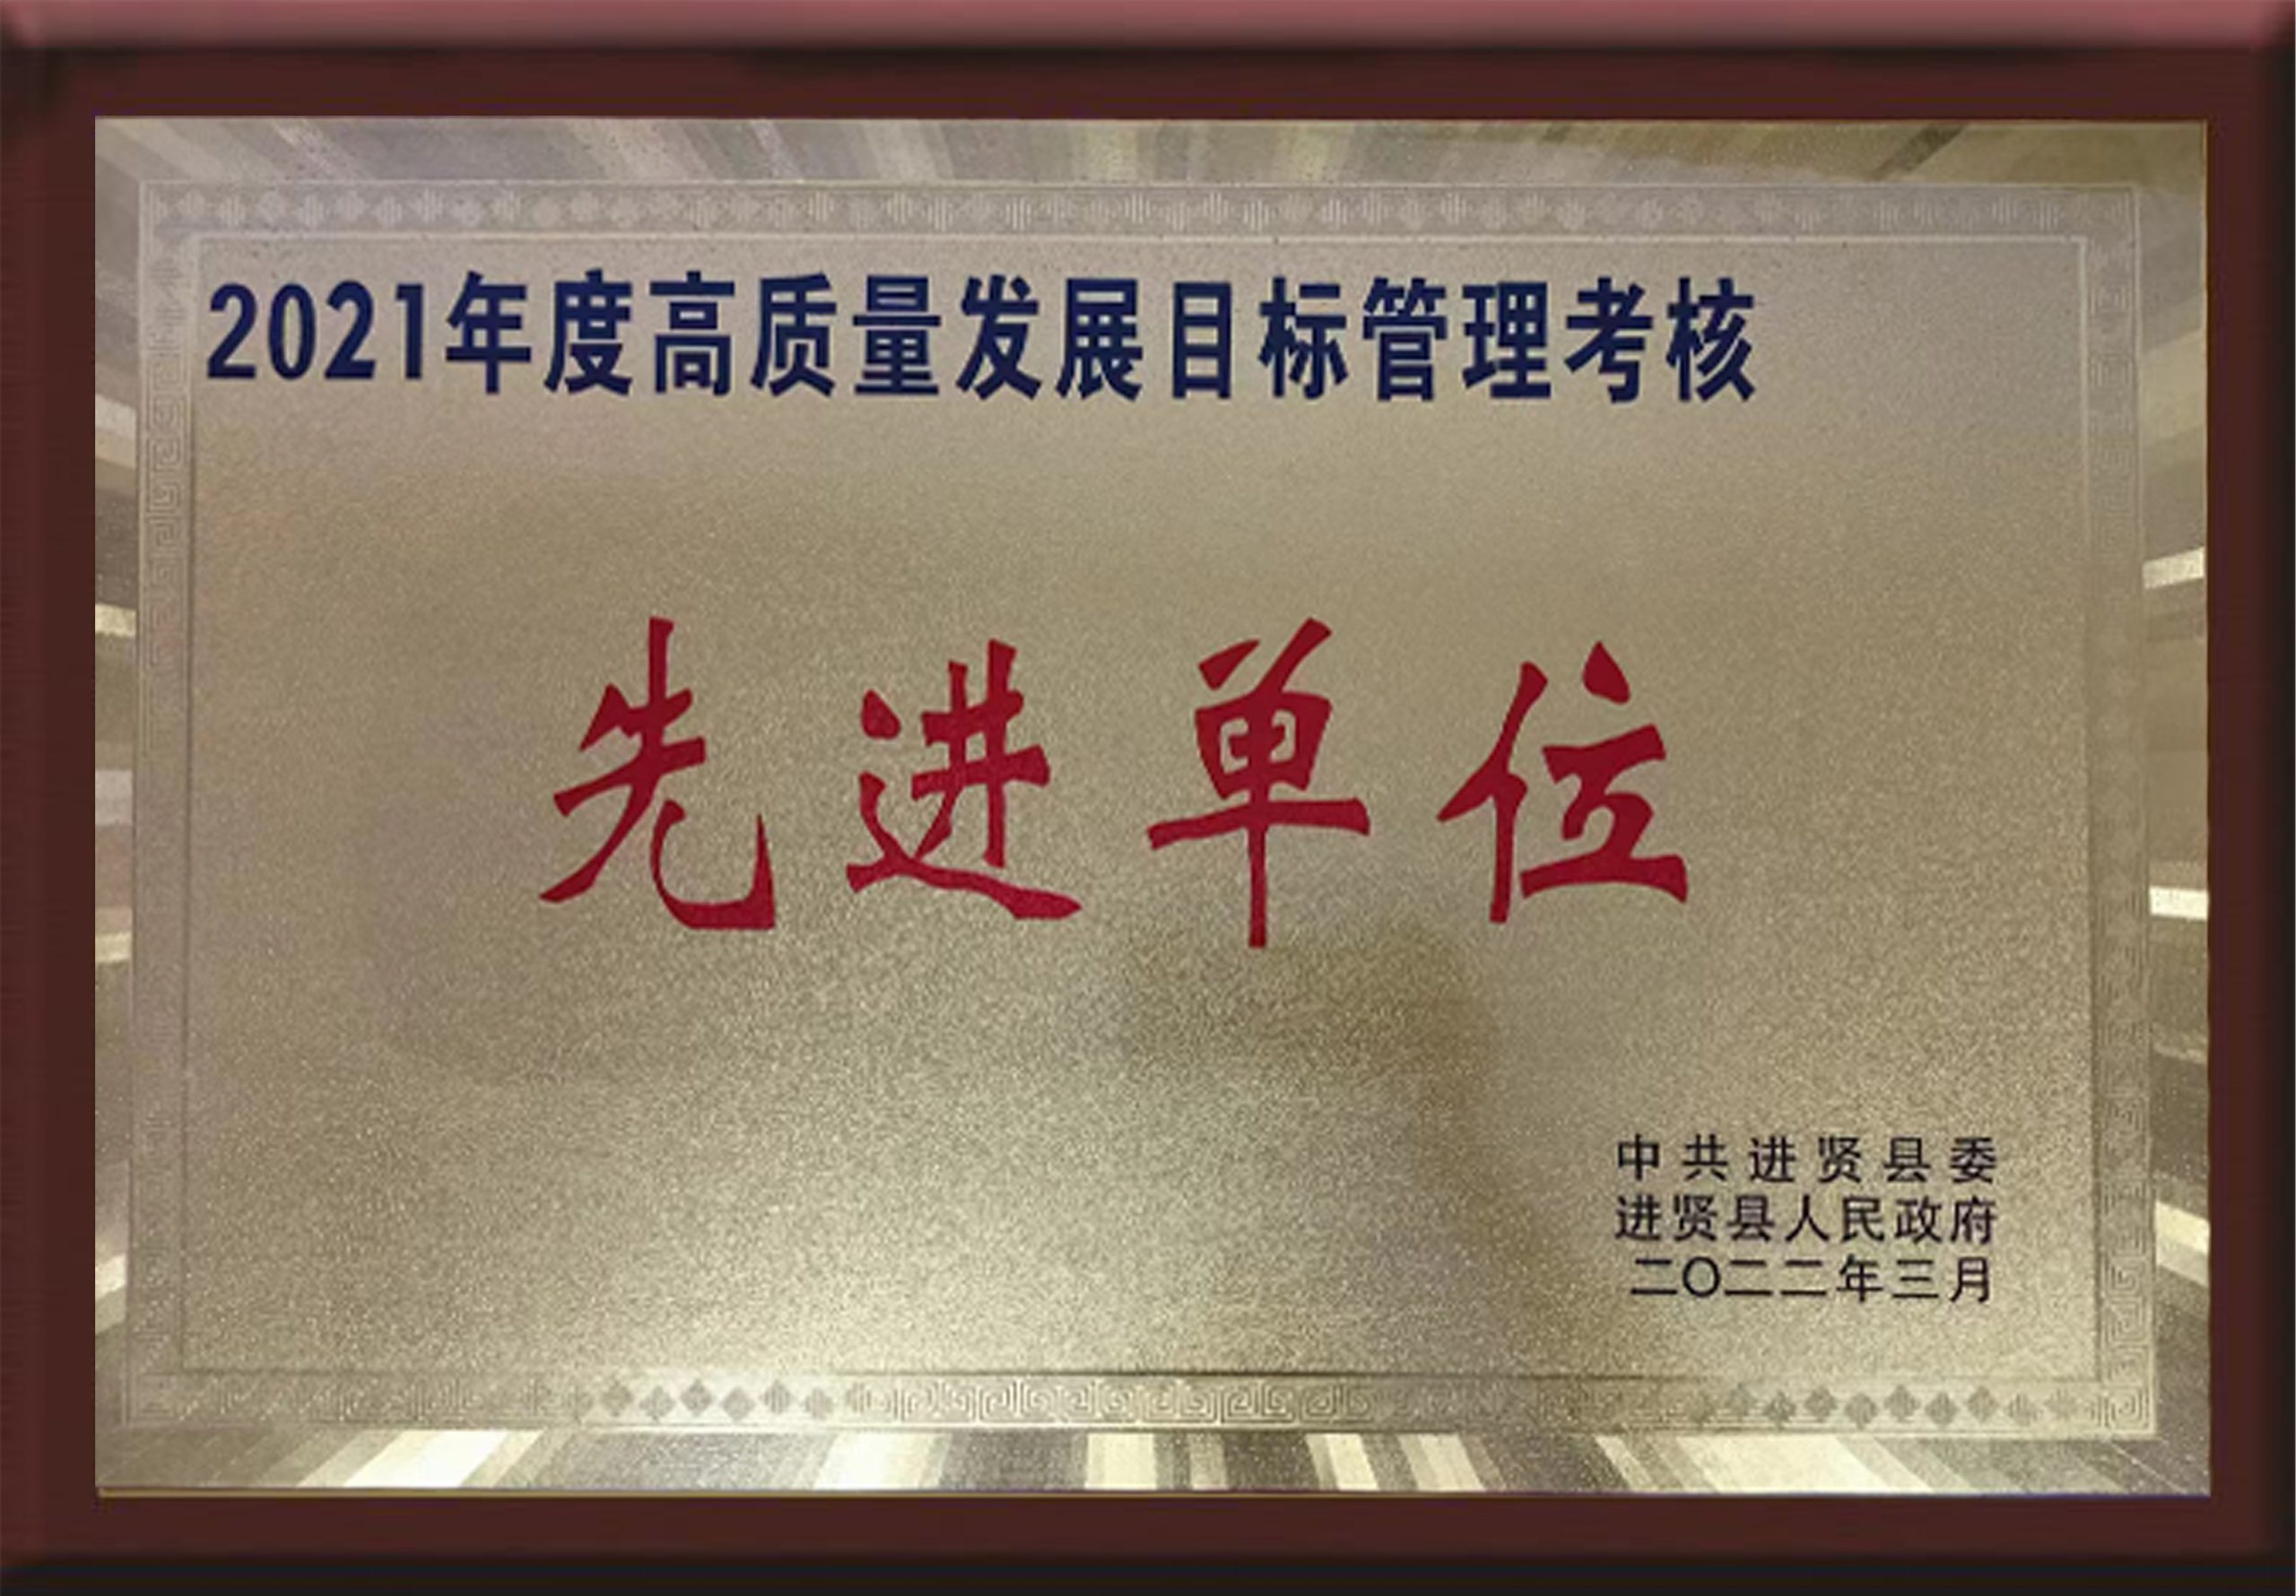 2021年度高质量发展目标管理考核
先进单位
中共进贤县委
进贤县人民政府
二〇二二年三月